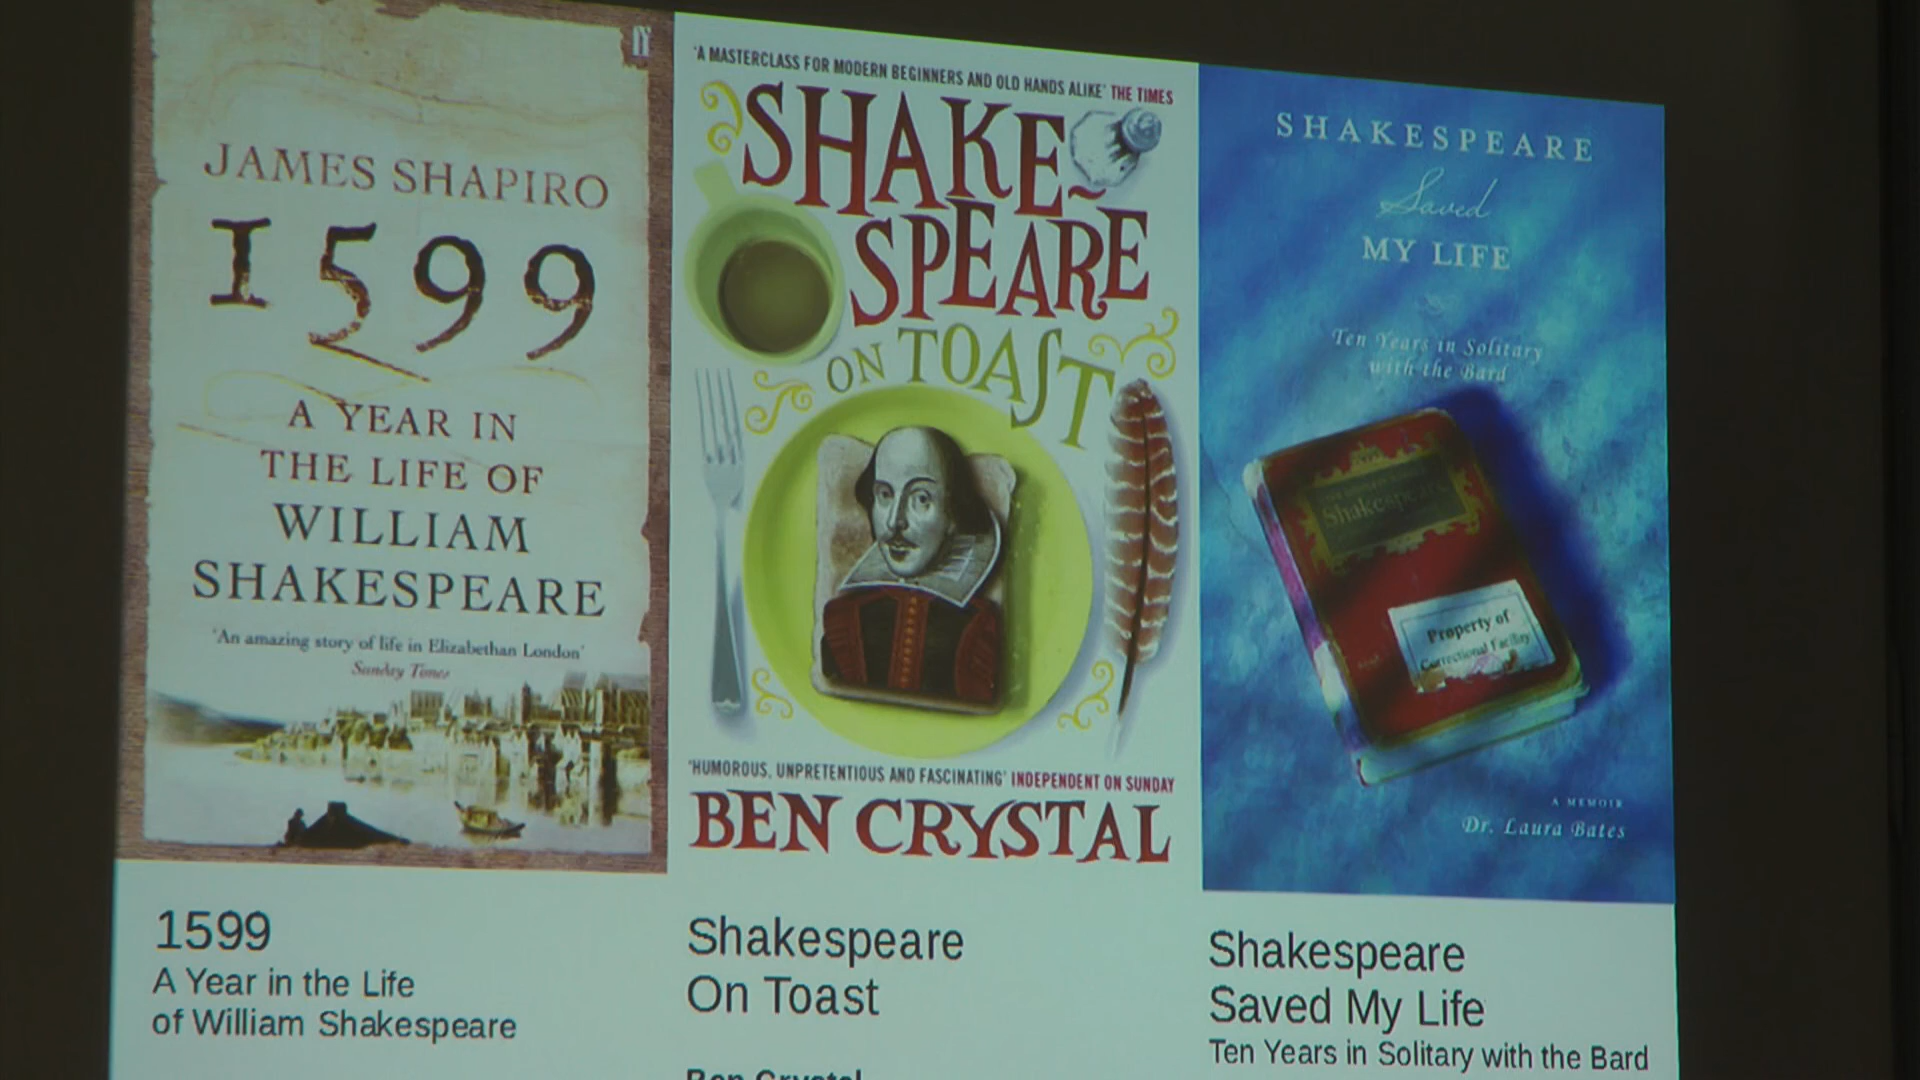 JAMES SHAPIRO
1599
A YEAR IN
THE LIFE OF
WILLIAM
SHAKESPEARE
'An amazing story of life in Elizabethan London'
Sunday Times
1599
A Year in the Life
of William Shakespeare
'A MASTERCLASS FOR MODERN BEGINNERS AND OLD HANDS ALIKE' THE TIMES
SHAKE-
SPEARE
ON TOAST
'HUMOROUS, UNPRETENTIOUS AND FASCINATING' INDEPENDENT ON SUNDAY
BEN CRYSTAL
Shakespeare
On Toast
Ben Crystal
SHAKESPEARE
Saved
MY LIFE
Ten Years in Solitary
with the Bard
Shakespeare
Property of
Correctional Facility
A MEMOIR
Dr. Laura Bates
Shakespeare
Saved My Life
Ten Years in Solitary with the Bard